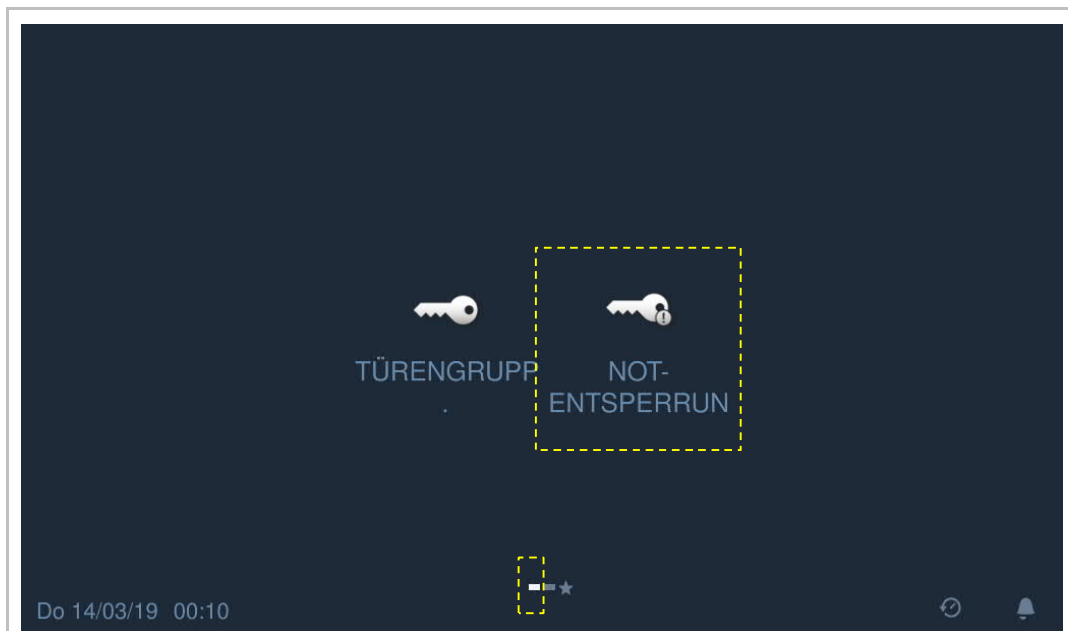 TÜRENGRUPP
.
NOT-
ENTSPERRUN
Do 14/03/19 00:10